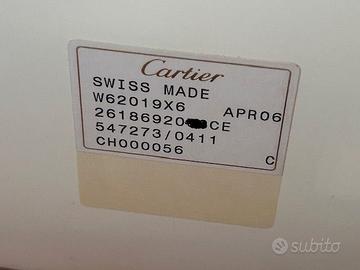 Cartier
SWISS MADE
W62019X6 APR06
26186920 CE
547273/0411
CH000056 C
subito